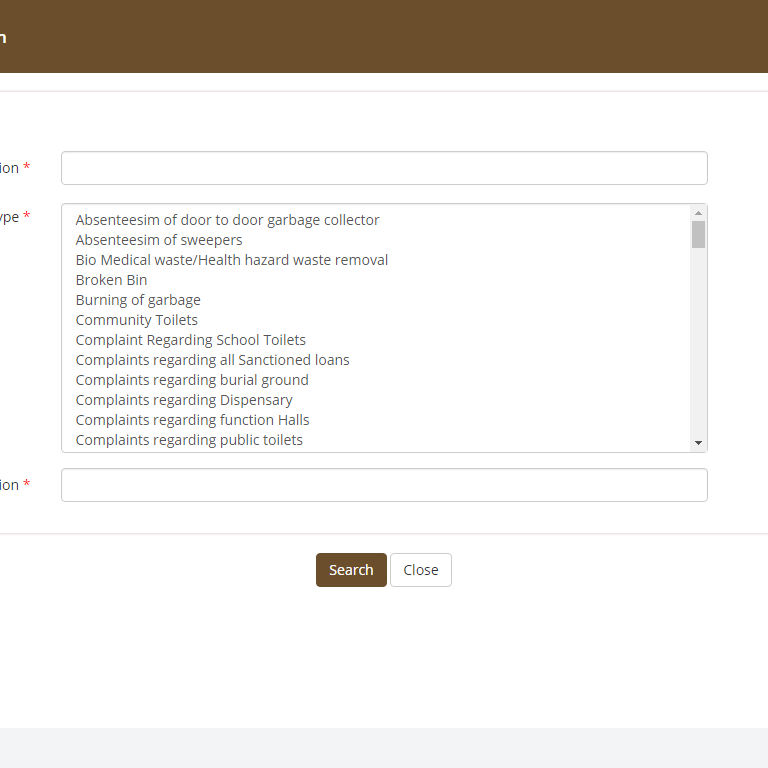 ion *
ype *
Absenteesim of door to door garbage collector
Absenteesim of sweepers
Bio Medical waste/Health hazard waste removal
Broken Bin
Burning of garbage
Community Toilets
Complaint Regarding School Toilets
Complaints regarding all Sanctioned loans
Complaints regarding burial ground
Complaints regarding Dispensary
Complaints regarding function Halls
Complaints regarding public toilets
ion *
Search Close